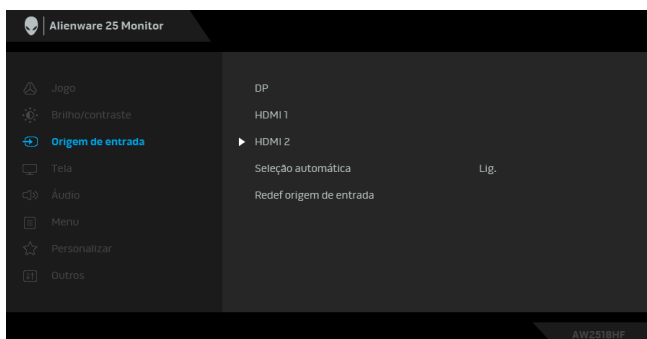 Alienware 25 Monitor
Jogo
DP
Brilho/contraste
HDMI 1
Origem de entrada
HDMI 2
Tela
Seleção automática Lig.
Áudio
Redef origem de entrada
Menu
Personalizar
Outros
AW2518HF